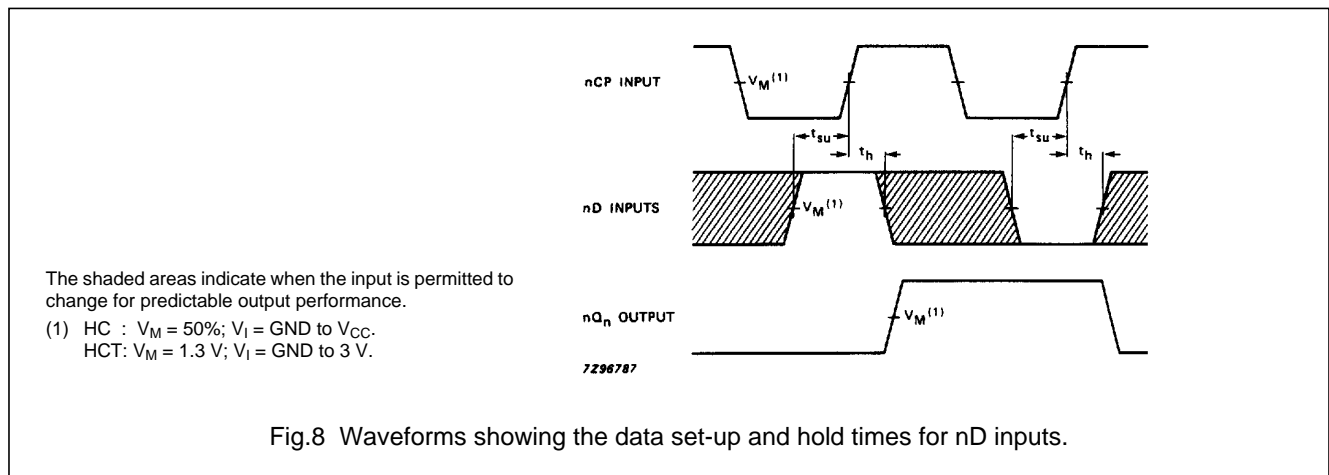 nCP INPUT
V_M(1)
t_su
t_su
t_h
t_h
nD INPUTS
V_M(1)
The shaded areas indicate when the input is permitted to
change for predictable output performance.
(1) HC : V_M = 50%; V_I = GND to V_CC.
HCT: V_M = 1.3 V; V_I = GND to 3 V.
nQ_n OUTPUT
V_M(1)
7Z96787
Fig.8 Waveforms showing the data set-up and hold times for nD inputs.